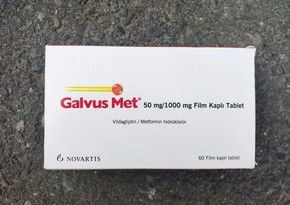 Galvus Met® 50 mg/1000 mg Film Kaplı Tablet
Vildagliptin / Metformin hidroklorür
NOVARTIS
60 Film kaplı tablet